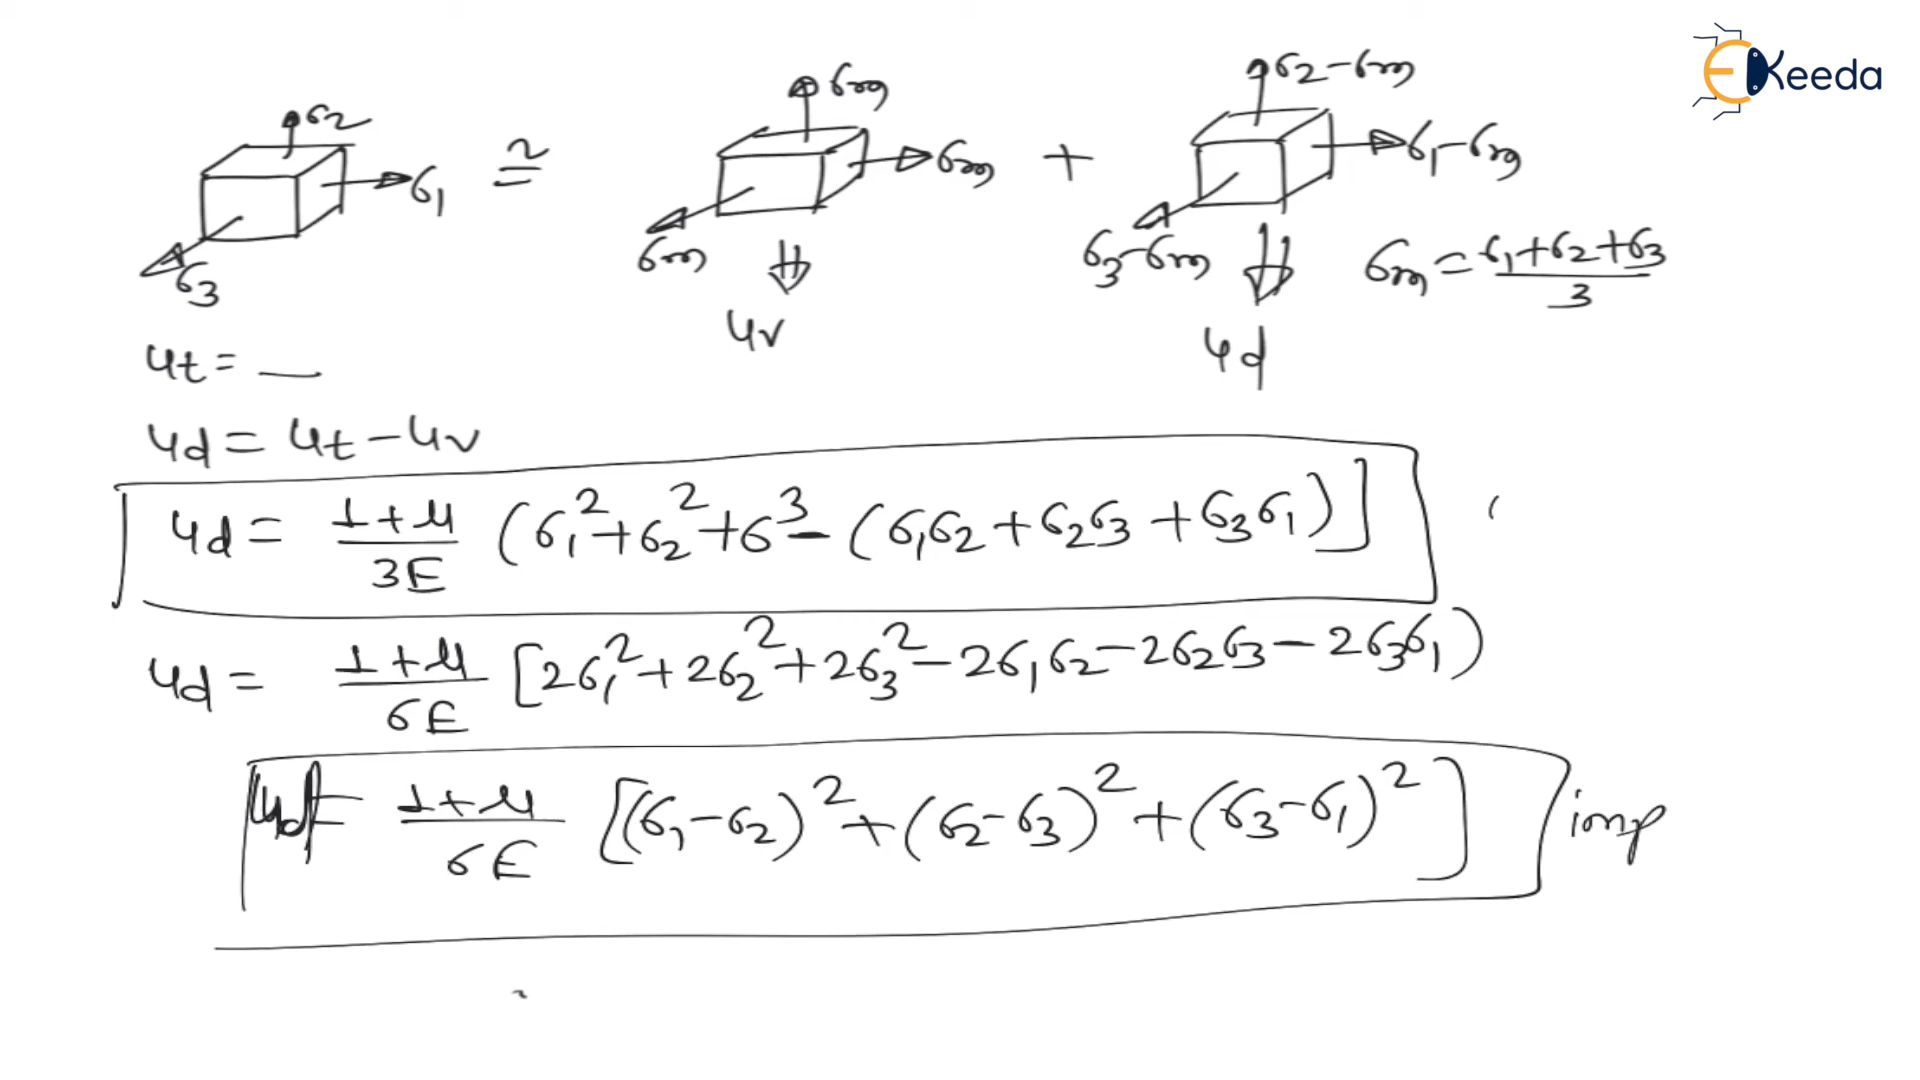 EKeeda
σ2
σ1
σ3
≅
σm
σm
σm
+
σ2-σm
σ1-σm
σ3-σm
σm = σ1+σ2+σ3 / 3
uv
ud
ut = __
ud = ut - uv
ud = 1+μ / 3E (σ1² + σ2² + σ³ - (σ1σ2 + σ2σ3 + σ3σ1)]
(
ud = 1+μ / 6E [2σ1² + 2σ2² + 2σ3² - 2σ1σ2 - 2σ2σ3 - 2σ3σ1)
ud = 1+μ / 6E [(σ1-σ2)² + (σ2-σ3)² + (σ3-σ1)²] imp